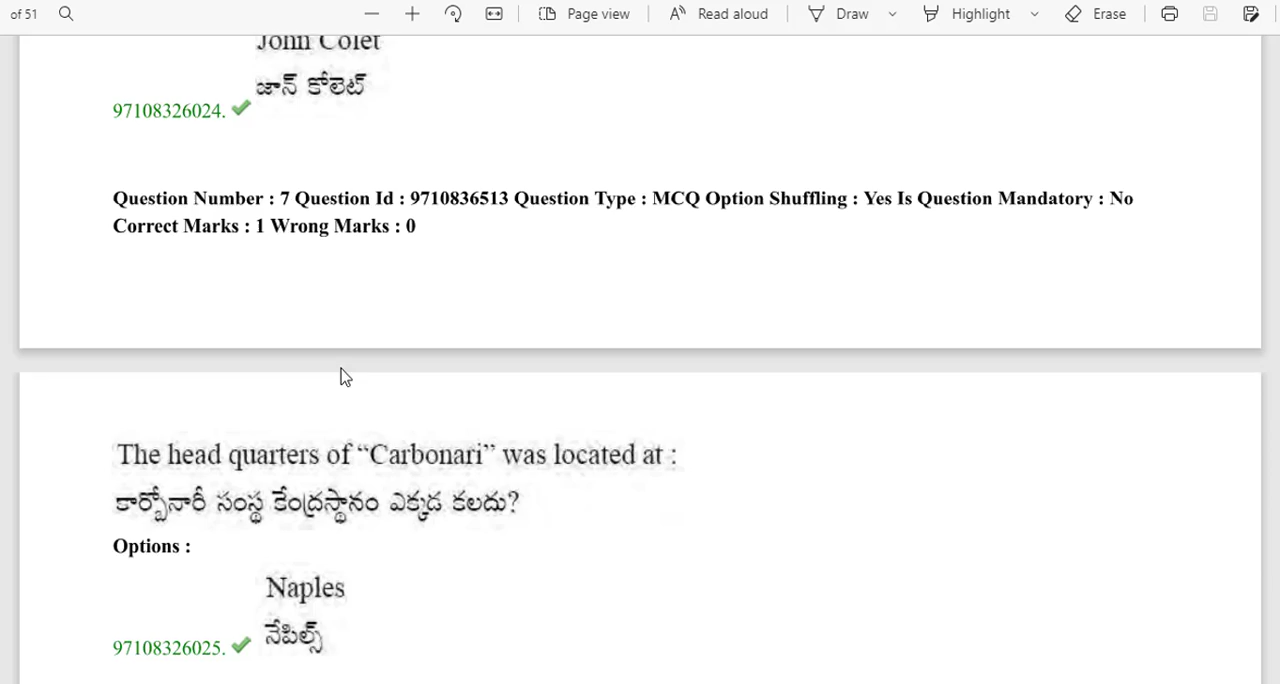 of 51 Page view Read aloud Draw Highlight Erase
John Colet
జాన్ కోలెట్
97108326024.
Question Number : 7 Question Id : 9710836513 Question Type : MCQ Option Shuffling : Yes Is Question Mandatory : No
Correct Marks : 1 Wrong Marks : 0
The head quarters of “Carbonari” was located at :
కార్బోనారీ సంస్థ కేంద్రస్థానం ఎక్కడ కలదు?
Options :
Naples
నేపిల్స్
97108326025.